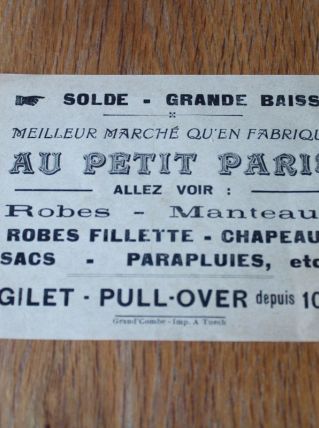 SOLDE - GRANDE BAISS
MEILLEUR MARCHÉ QU'EN FABRIQU
AU PETIT PARIS
ALLEZ VOIR :
Robes - Manteau
ROBES FILLETTE - CHAPEAU
SACS - PARAPLUIES, etc
GILET - PULL-OVER depuis 10
Grand'Combe - Imp. A Turch